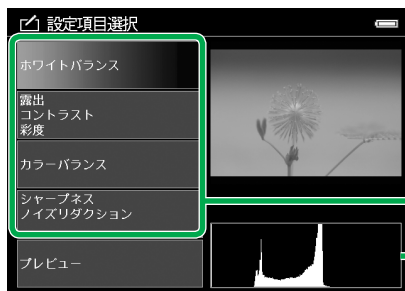 設定項目選択
ホワイトバランス
露出
コントラスト
彩度
カラーバランス
シャープネス
ノイズリダクション
プレビュー